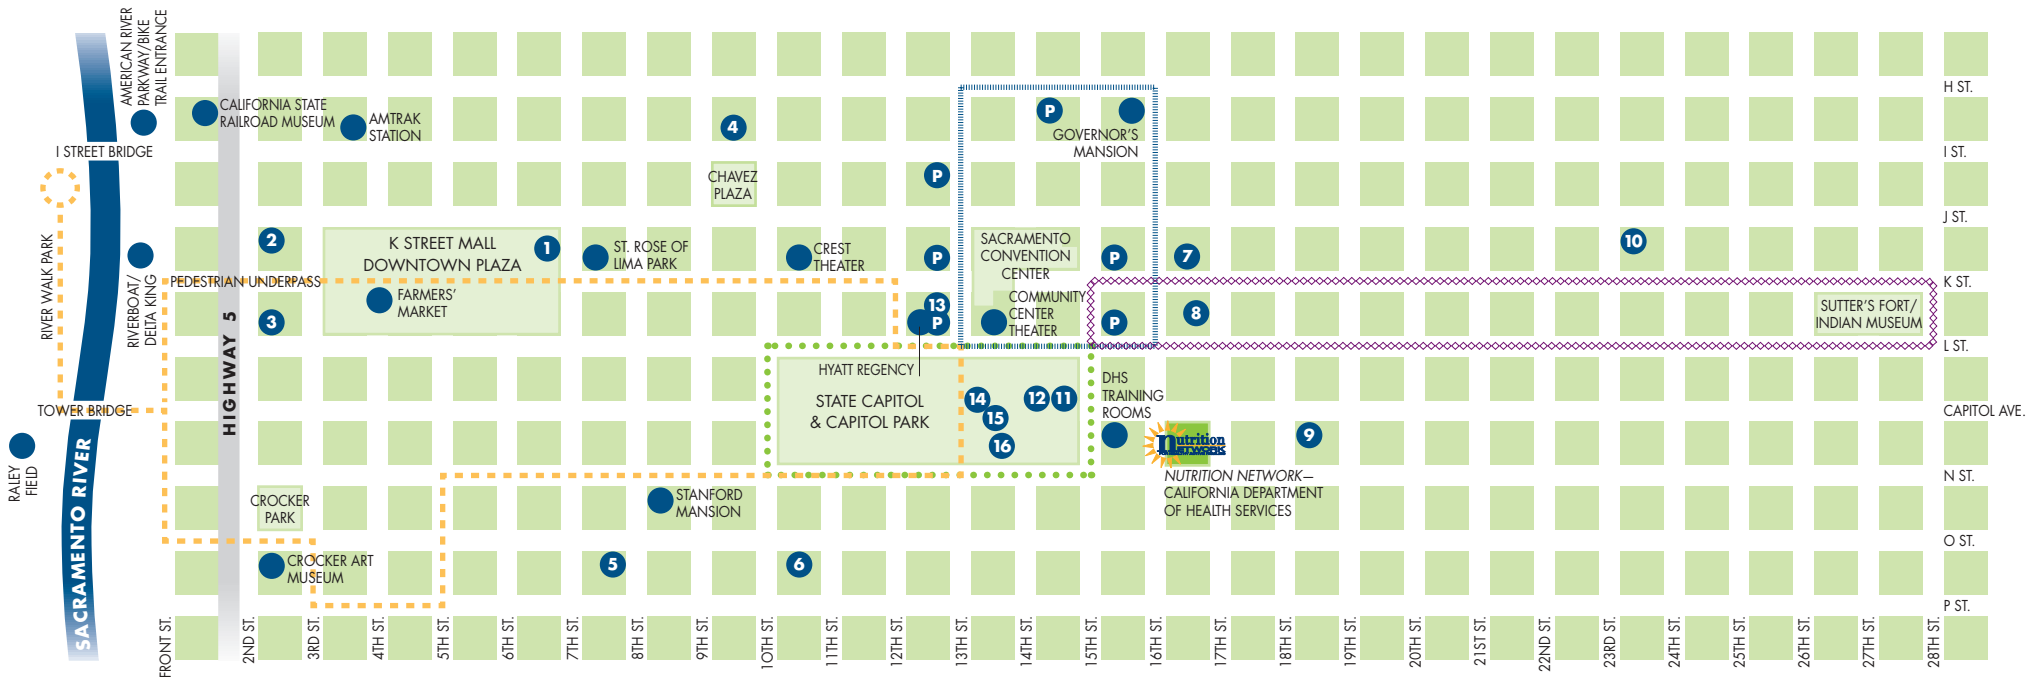 AMERICAN RIVER
PARKWAY/BIKE
TRAIL ENTRANCE
H ST.
CALIFORNIA STATE
RAILROAD MUSEUM
AMTRAK
STATION
4
P
GOVERNOR'S
MANSION
I STREET BRIDGE
I ST.
CHAVEZ
PLAZA
P
J ST.
RIVER WALK PARK
RIVERBOAT/
DELTA KING
2
K STREET MALL
DOWNTOWN PLAZA
1
ST. ROSE OF
LIMA PARK
CREST
THEATER
P
SACRAMENTO
CONVENTION
CENTER
P
7
10
PEDESTRIAN UNDERPASS
K ST.
3
FARMERS'
MARKET
13
P
COMMUNITY
CENTER
THEATER
P
8
SUTTER'S FORT/
INDIAN MUSEUM
L ST.
HIGHWAY 5
HYATT REGENCY
STATE CAPITOL
& CAPITOL PARK
14
15
16
12
11
DHS
TRAINING
ROOMS
TOWER BRIDGE
CAPITOL AVE.
RALEY
FIELD
nutrition
NETWORK
9
NUTRITION NETWORK—
CALIFORNIA DEPARTMENT
OF HEALTH SERVICES
N ST.
SACRAMENTO RIVER
CROCKER
PARK
STANFORD
MANSION
O ST.
CROCKER ART
MUSEUM
5
6
P ST.
FRONT ST.
2ND ST.
3RD ST.
4TH ST.
5TH ST.
6TH ST.
7TH ST.
8TH ST.
9TH ST.
10TH ST.
11TH ST.
12TH ST.
13TH ST.
14TH ST.
15TH ST.
16TH ST.
17TH ST.
18TH ST.
19TH ST.
20TH ST.
21ST ST.
22ND ST.
23RD ST.
24TH ST.
25TH ST.
26TH ST.
27TH ST.
28TH ST.